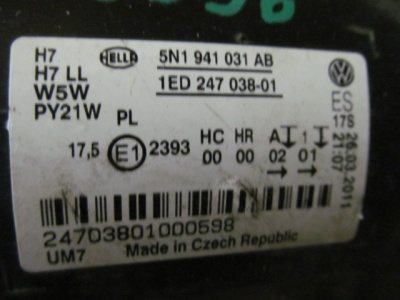 H7
H7 LL
W5W
PY21W
PL
HELLA
5N1 941 031 AB
1ED 247 038-01
ES
17S
26.03.2011
21:07
17,5 E1 2393
HC HR A 1
00 00 02 01
→ →
24703801000598
UM7 Made in Czech Republic